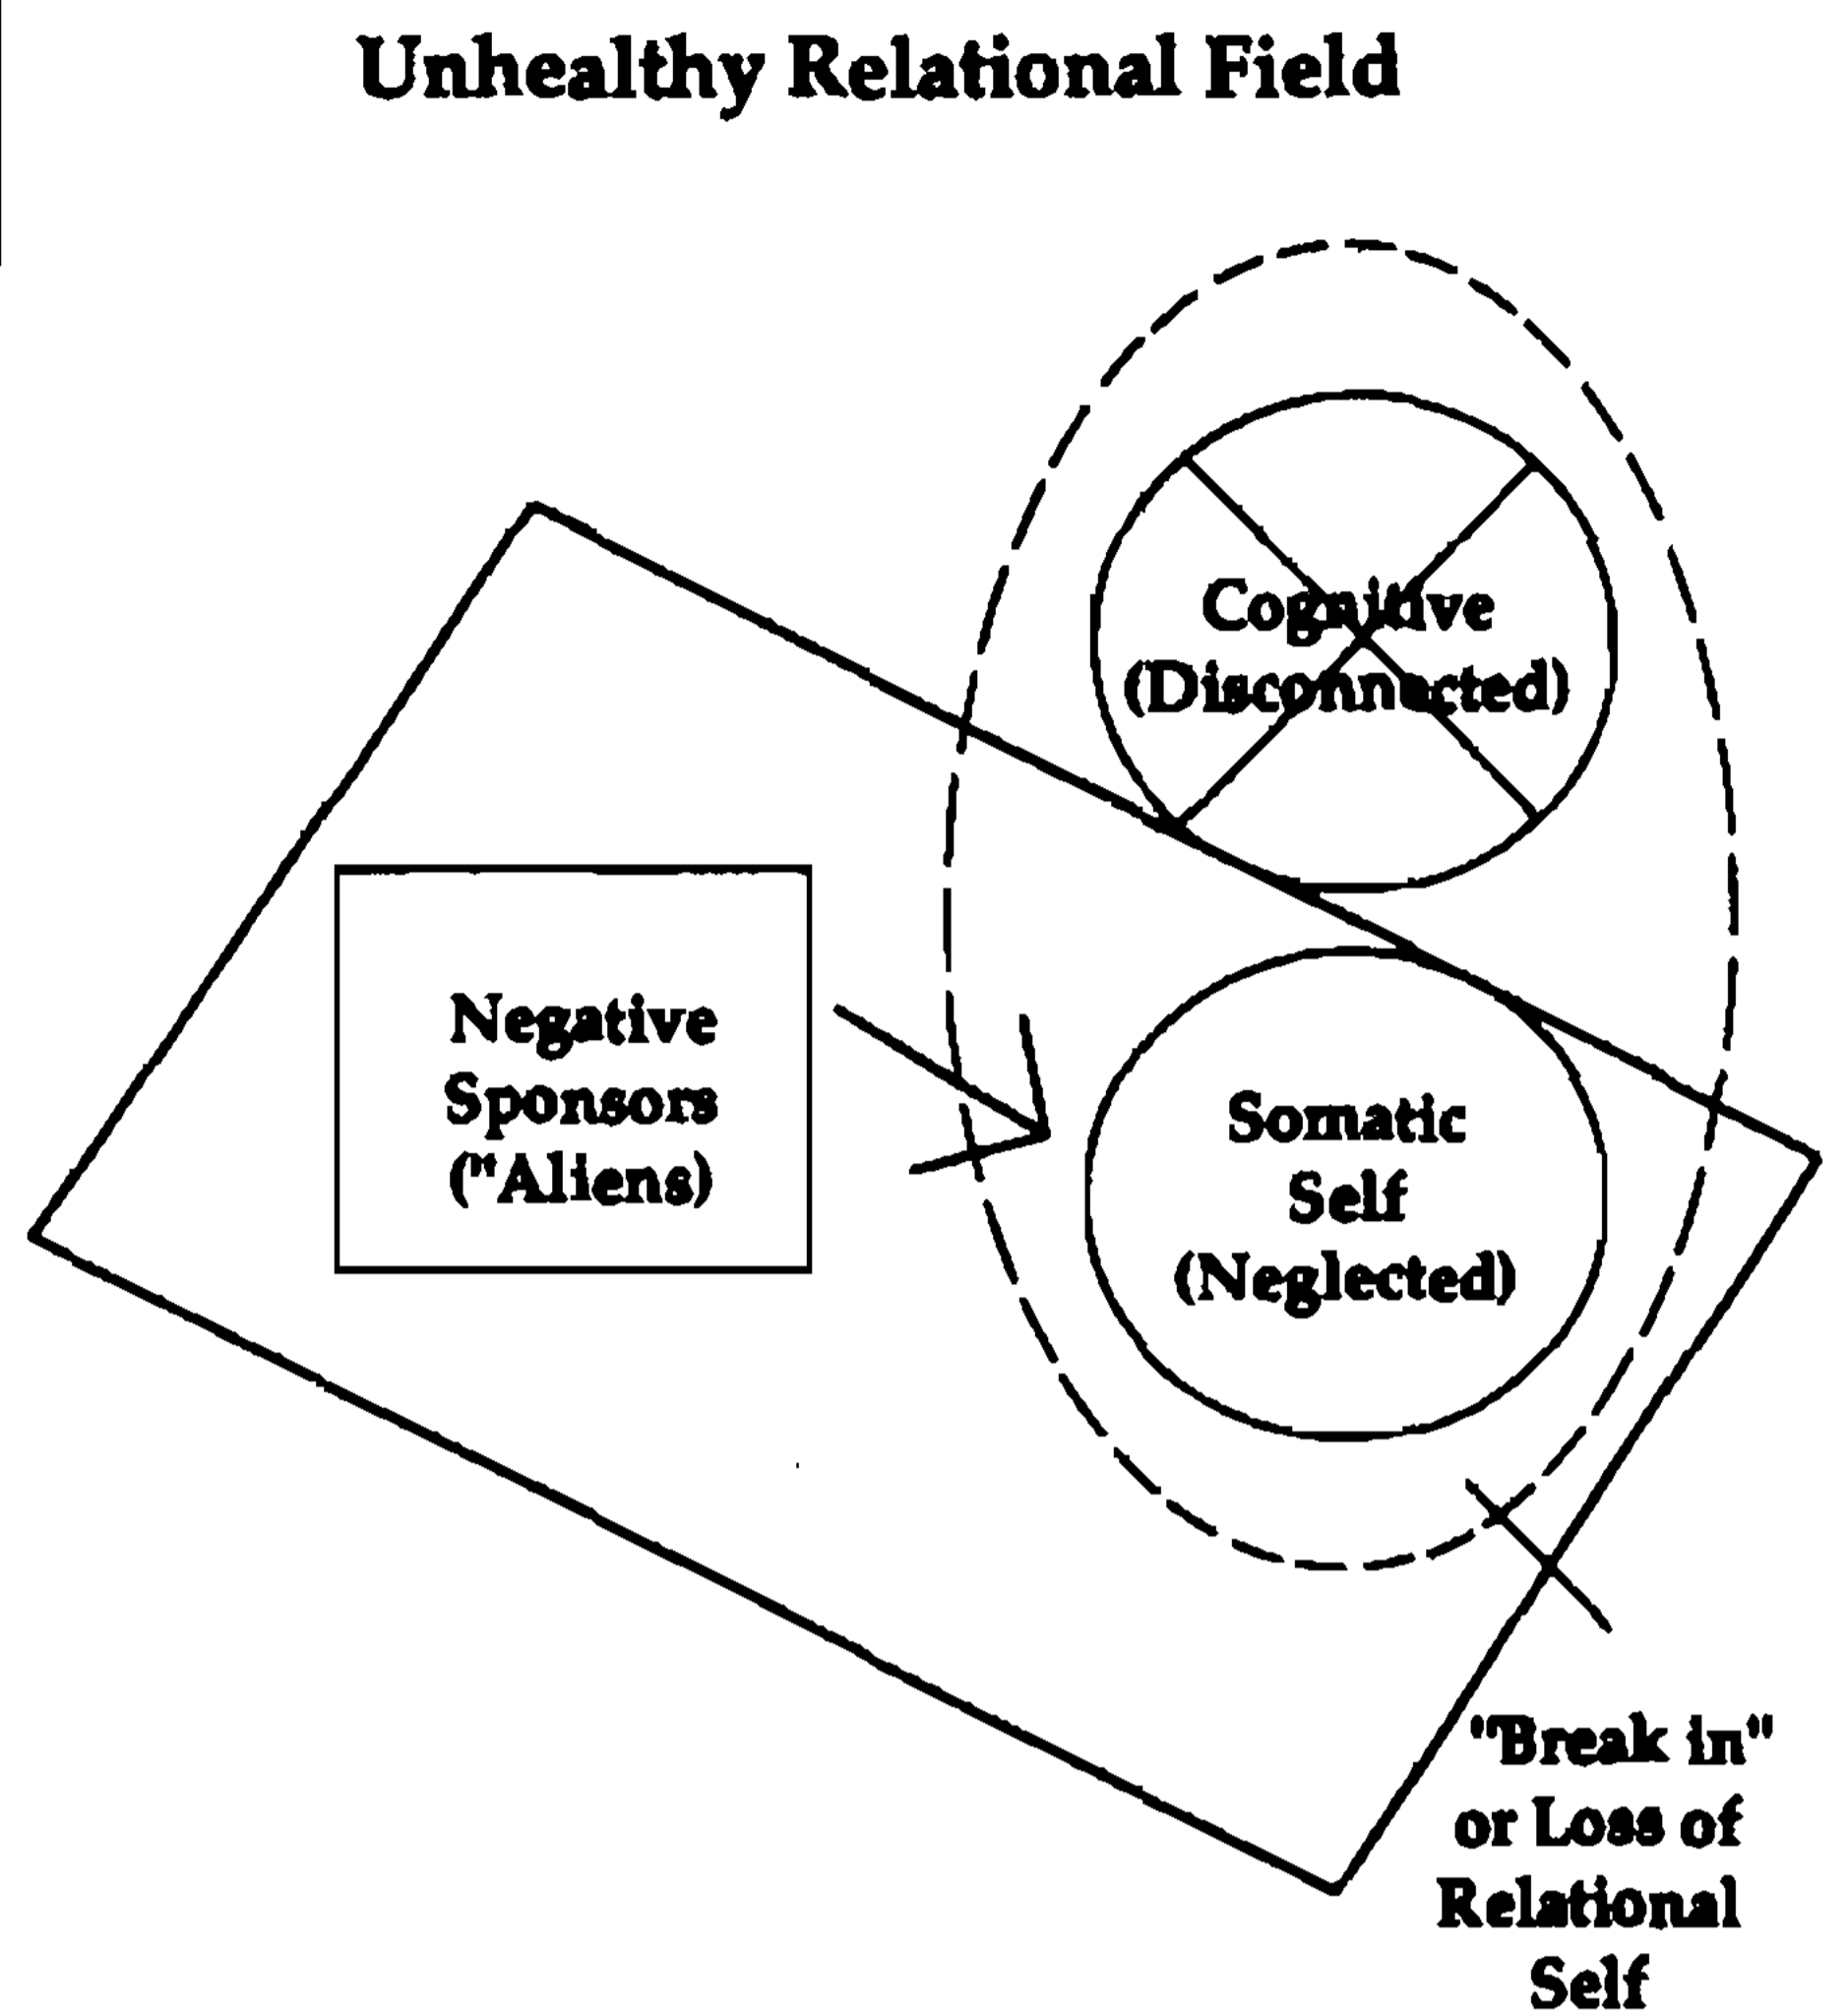 Unhealthy Relational Field
Cognitive
(Disconnected)
Negative
Sponsors
("Aliens)
Somatic
Self
(Neglected)
"Break in"
or Loss of
Relational
Self